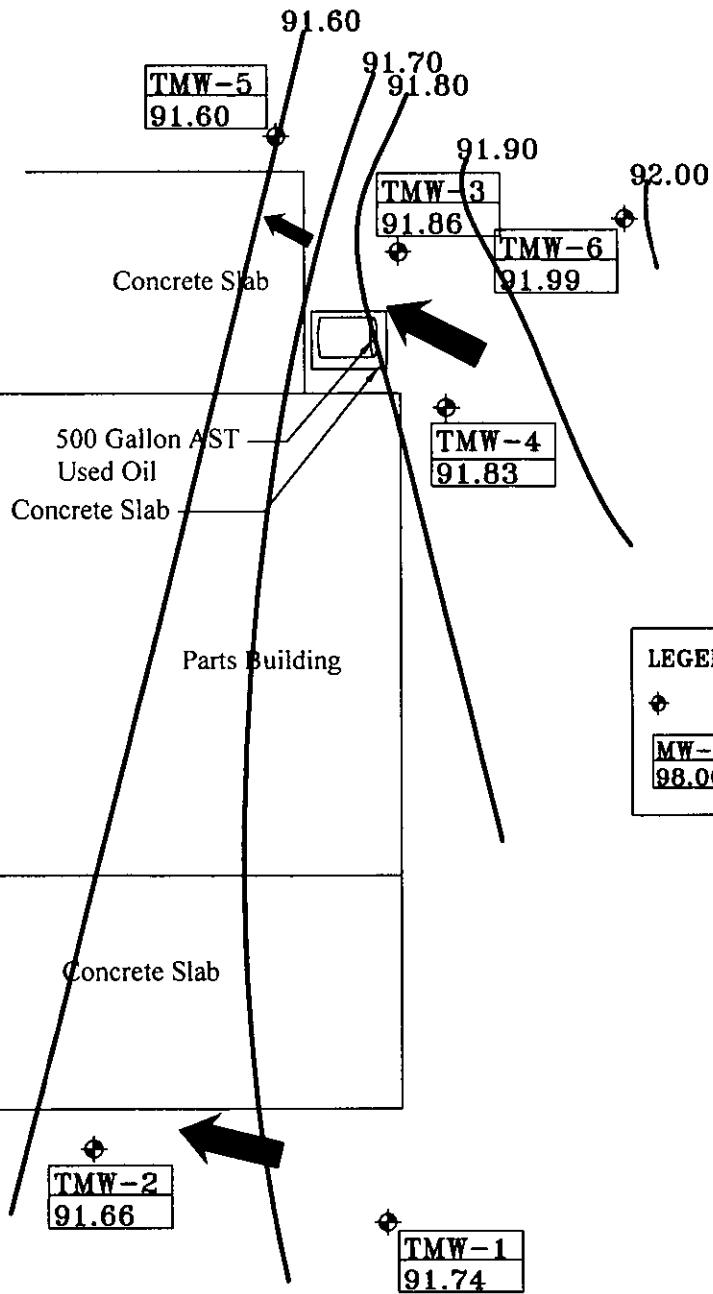 91.60
91.70
91.80
TMW-5
91.60
91.90
92.00
TMW-3
91.86
TMW-6
91.99
Concrete Slab
500 Gallon AST
Used Oil
Concrete Slab
TMW-4
91.83
Parts Building
MW-
Concrete Slab
TMW-2
91.66
TMW-1
91.74